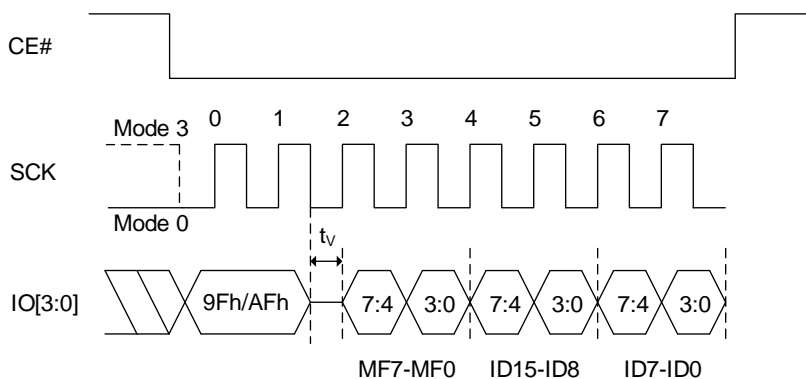 CE#
Mode 3
0 1 2 3 4 5 6 7
SCK
Mode 0
tV
IO[3:0]
9Fh/AFh
7:4 3:0 7:4 3:0 7:4 3:0
MF7-MF0 ID15-ID8 ID7-ID0